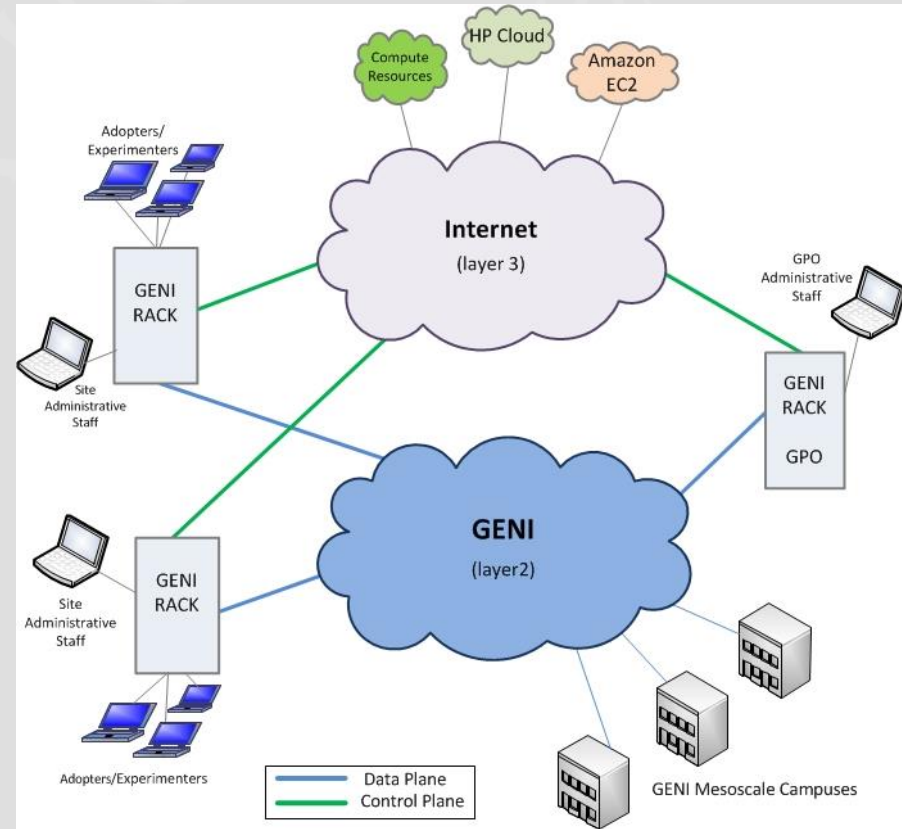 Compute
Resources
HP Cloud
Amazon
EC2
Adopters/
Experimenters
Internet
(layer 3)
GPO
Administrative
Staff
GENI
RACK
Site
Administrative
Staff
GENI
RACK
GPO
GENI
(layer2)
GENI
RACK
Site
Administrative
Staff
Adopters/Experimenters
Data Plane
Control Plane
GENI Mesoscale Campuses